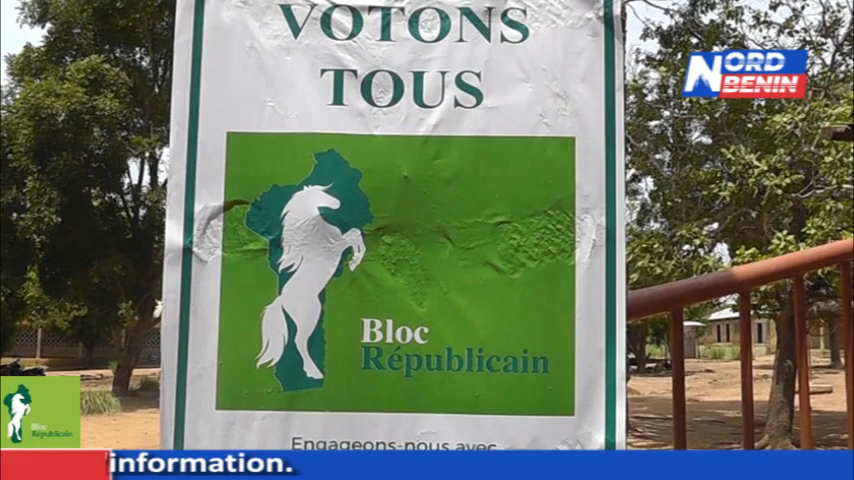 VOTONS
TOUS
NORD
BENIN
Bloc
Républicain
Engageons-nous avec
Bloc
Républicain
information.